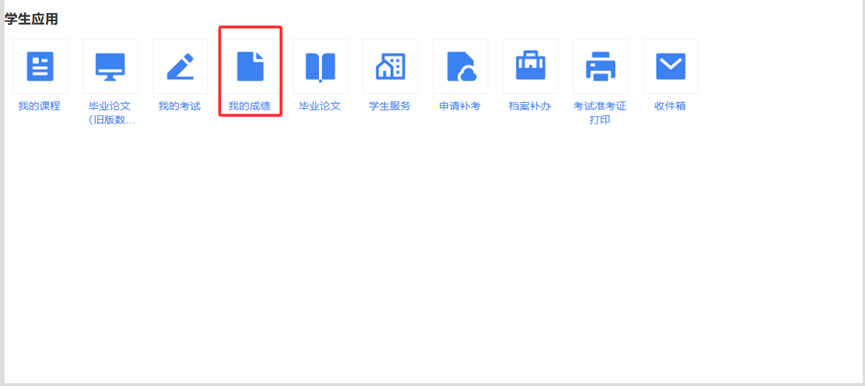 学生应用
我的课程
毕业论文
（旧版数...
我的考试
我的成绩
毕业论文
学生服务
申请补考
档案补办
考试准考证
打印
收件箱